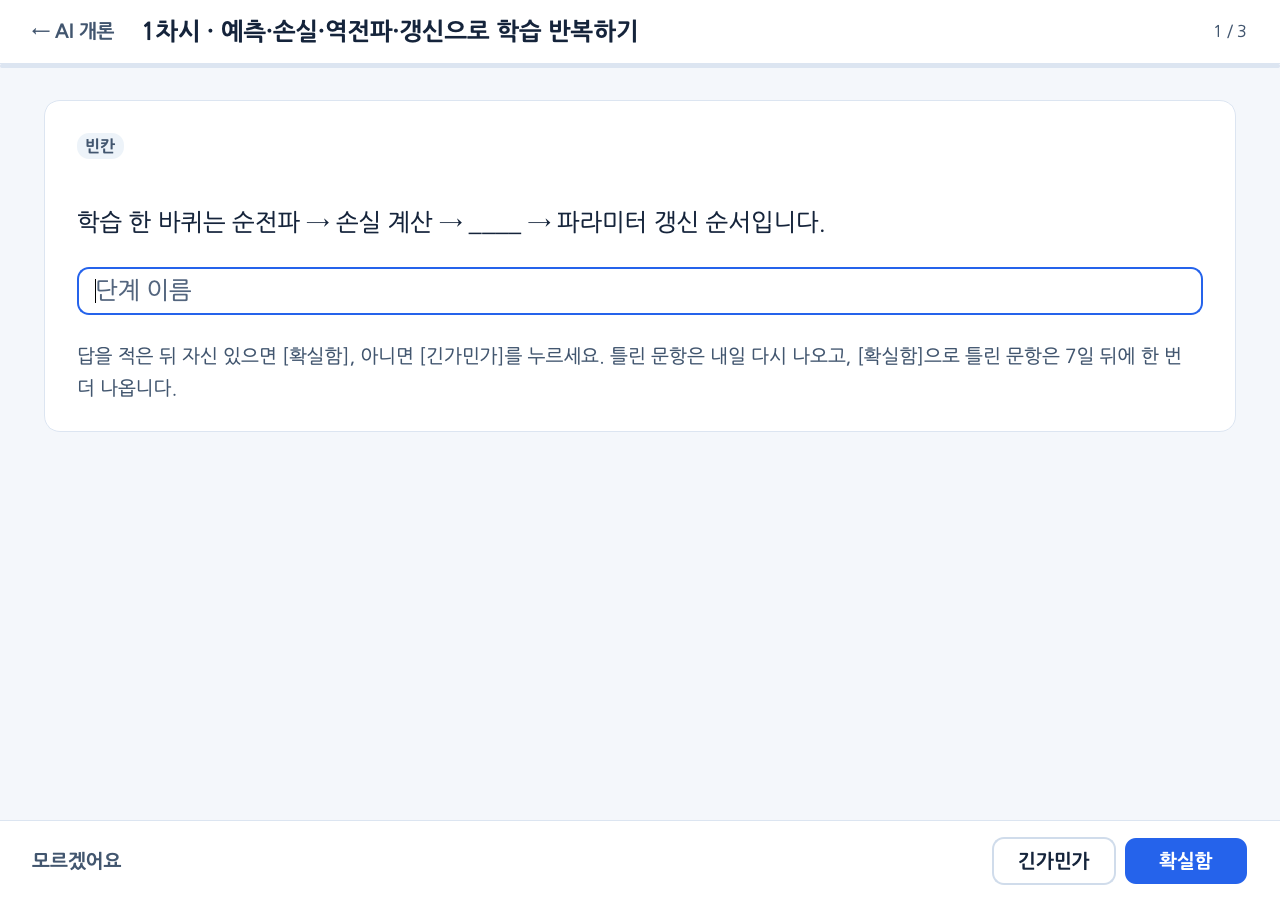 ← AI 개론
1차시 · 예측·손실·역전파·갱신으로 학습 반복하기
1 / 3
빈칸
학습 한 바퀴는 순전파 → 손실 계산 → ____ → 파라미터 갱신 순서입니다.
단계 이름
답을 적은 뒤 자신 있으면 [확실함], 아니면 [긴가민가]를 누르세요. 틀린 문항은 내일 다시 나오고, [확실함]으로 틀린 문항은 7일 뒤에 한 번
더 나옵니다.
모르겠어요
긴가민가
확실함